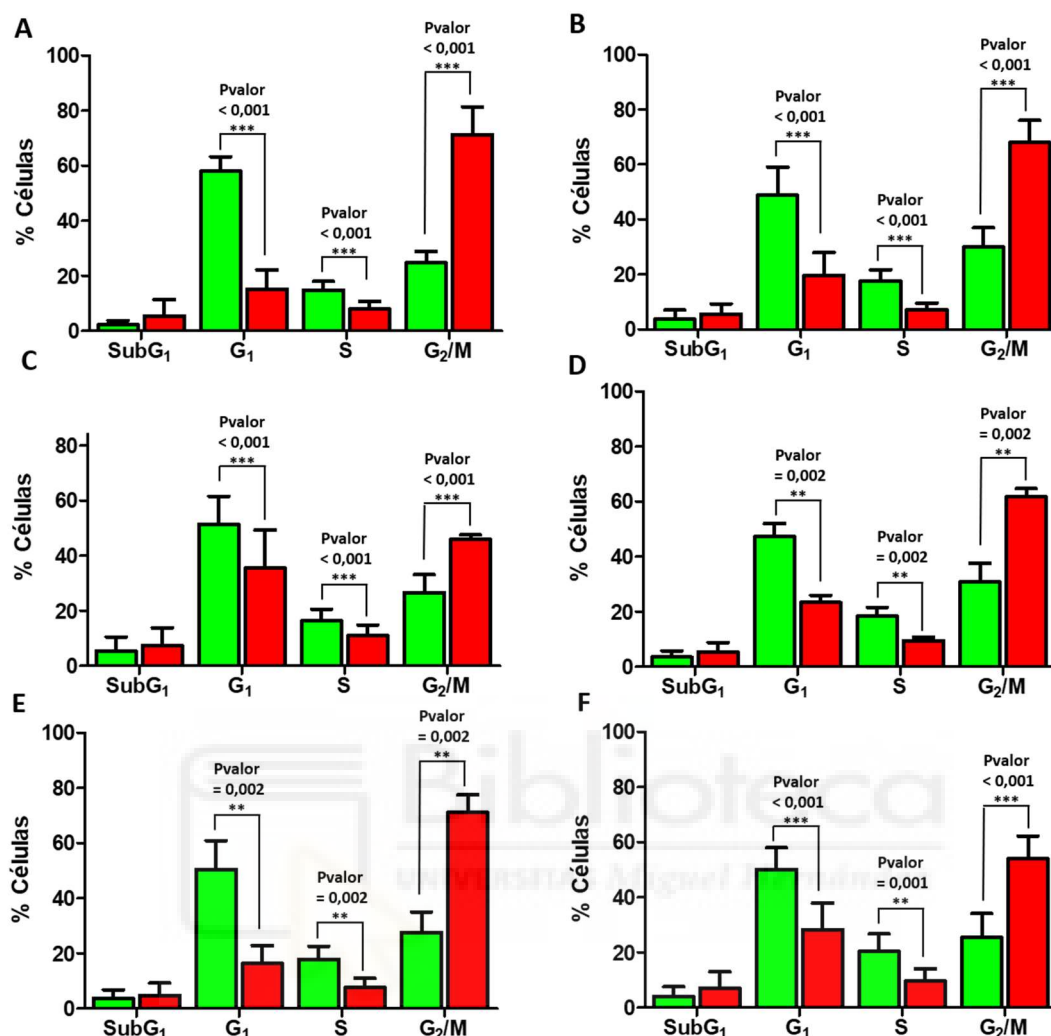 A
% Células
100
80
60
40
20
0
Pvalor
< 0,001
***
Pvalor
< 0,001
***
Pvalor
< 0,001
***
SubG₁ G₁ S G₂/M
B
% Células
100
80
60
40
20
0
Pvalor
< 0,001
***
Pvalor
< 0,001
***
Pvalor
< 0,001
***
SubG₁ G₁ S G₂/M
C
% Células
80
60
40
20
0
Pvalor
< 0,001
***
Pvalor
< 0,001
***
Pvalor
< 0,001
***
SubG₁ G₁ S G₂/M
D
% Células
100
80
60
40
20
0
Pvalor
= 0,002
**
Pvalor
= 0,002
**
Pvalor
= 0,002
**
SubG₁ G₁ S G₂/M
E
% Células
100
80
60
40
20
0
Pvalor
= 0,002
**
Pvalor
= 0,002
**
Pvalor
= 0,002
**
SubG₁ G₁ S G₂/M
F
% Células
100
80
60
40
20
0
Pvalor
< 0,001
***
Pvalor
= 0,001
**
Pvalor
< 0,001
***
SubG₁ G₁ S G₂/M
Biblioteca
UNIVERSITAS Miguel Hernández